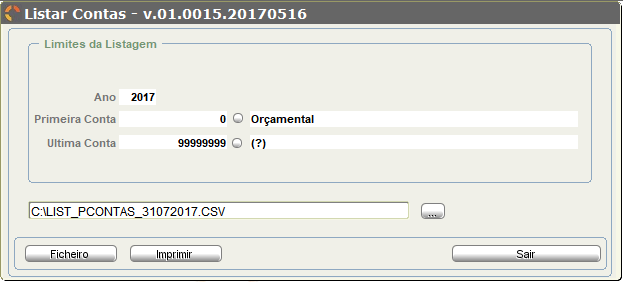 Listar Contas - v.01.0015.20170516
Limites da Listagem
Ano 2017
Primeira Conta 0 Orçamental
Ultima Conta 99999999 (?)
C:\LIST_PCONTAS_31072017.CSV ...
Ficheiro Imprimir Sair